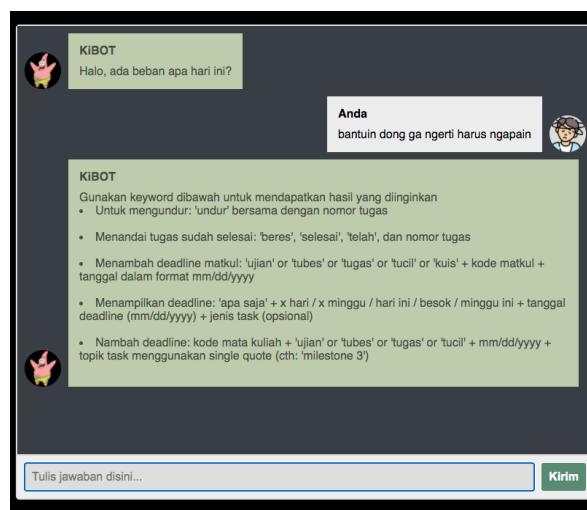 KiBOT
Halo, ada beban apa hari ini?
Anda
bantuin dong ga ngerti harus ngapain
KiBOT
Gunakan keyword dibawah untuk mendapatkan hasil yang diinginkan
• Untuk mengundur: 'undur' bersama dengan nomor tugas
• Menandai tugas sudah selesai: 'beres', 'selesai', 'telah', dan nomor tugas
• Menambah deadline matkul: 'ujian' or 'tubes' or 'tugas' or 'tucil' or 'kuis' + kode matkul +
tanggal dalam format mm/dd/yyyy
• Menampilkan deadline: 'apa saja' + x hari / x minggu / hari ini / besok / minggu ini + tanggal
deadline (mm/dd/yyyy) + jenis task (opsional)
• Nambah deadline: kode mata kuliah + 'ujian' or 'tubes' or 'tugas' or 'tucil' + mm/dd/yyyy +
topik task menggunakan single quote (cth: 'milestone 3')
Tulis jawaban disini...
Kirim